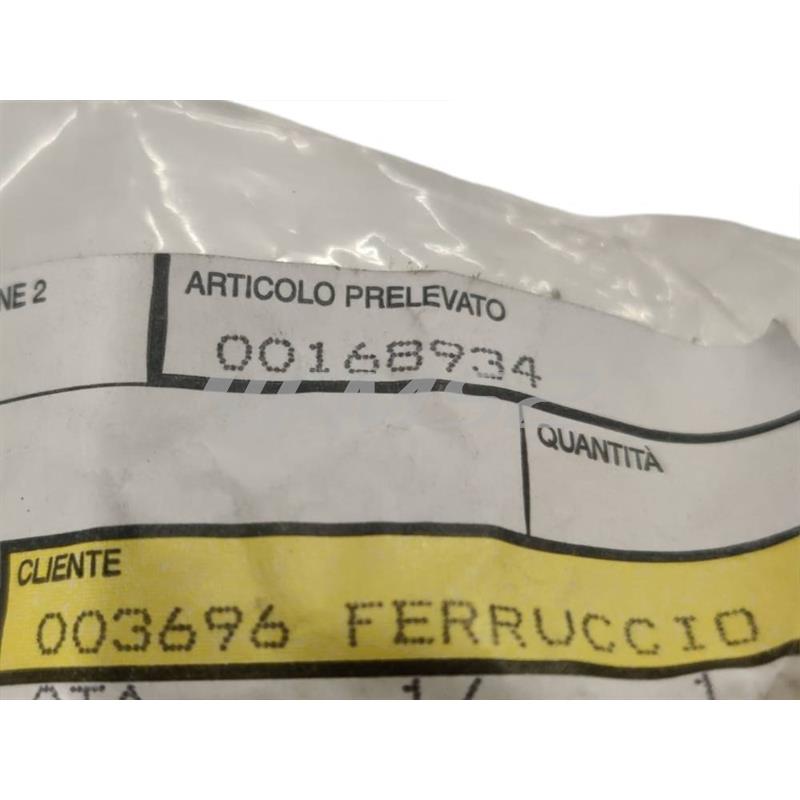 NE 2
ARTICOLO PRELEVATO
00168934
QUANTITÀ
CLIENTE
003696 FERRUCCIO